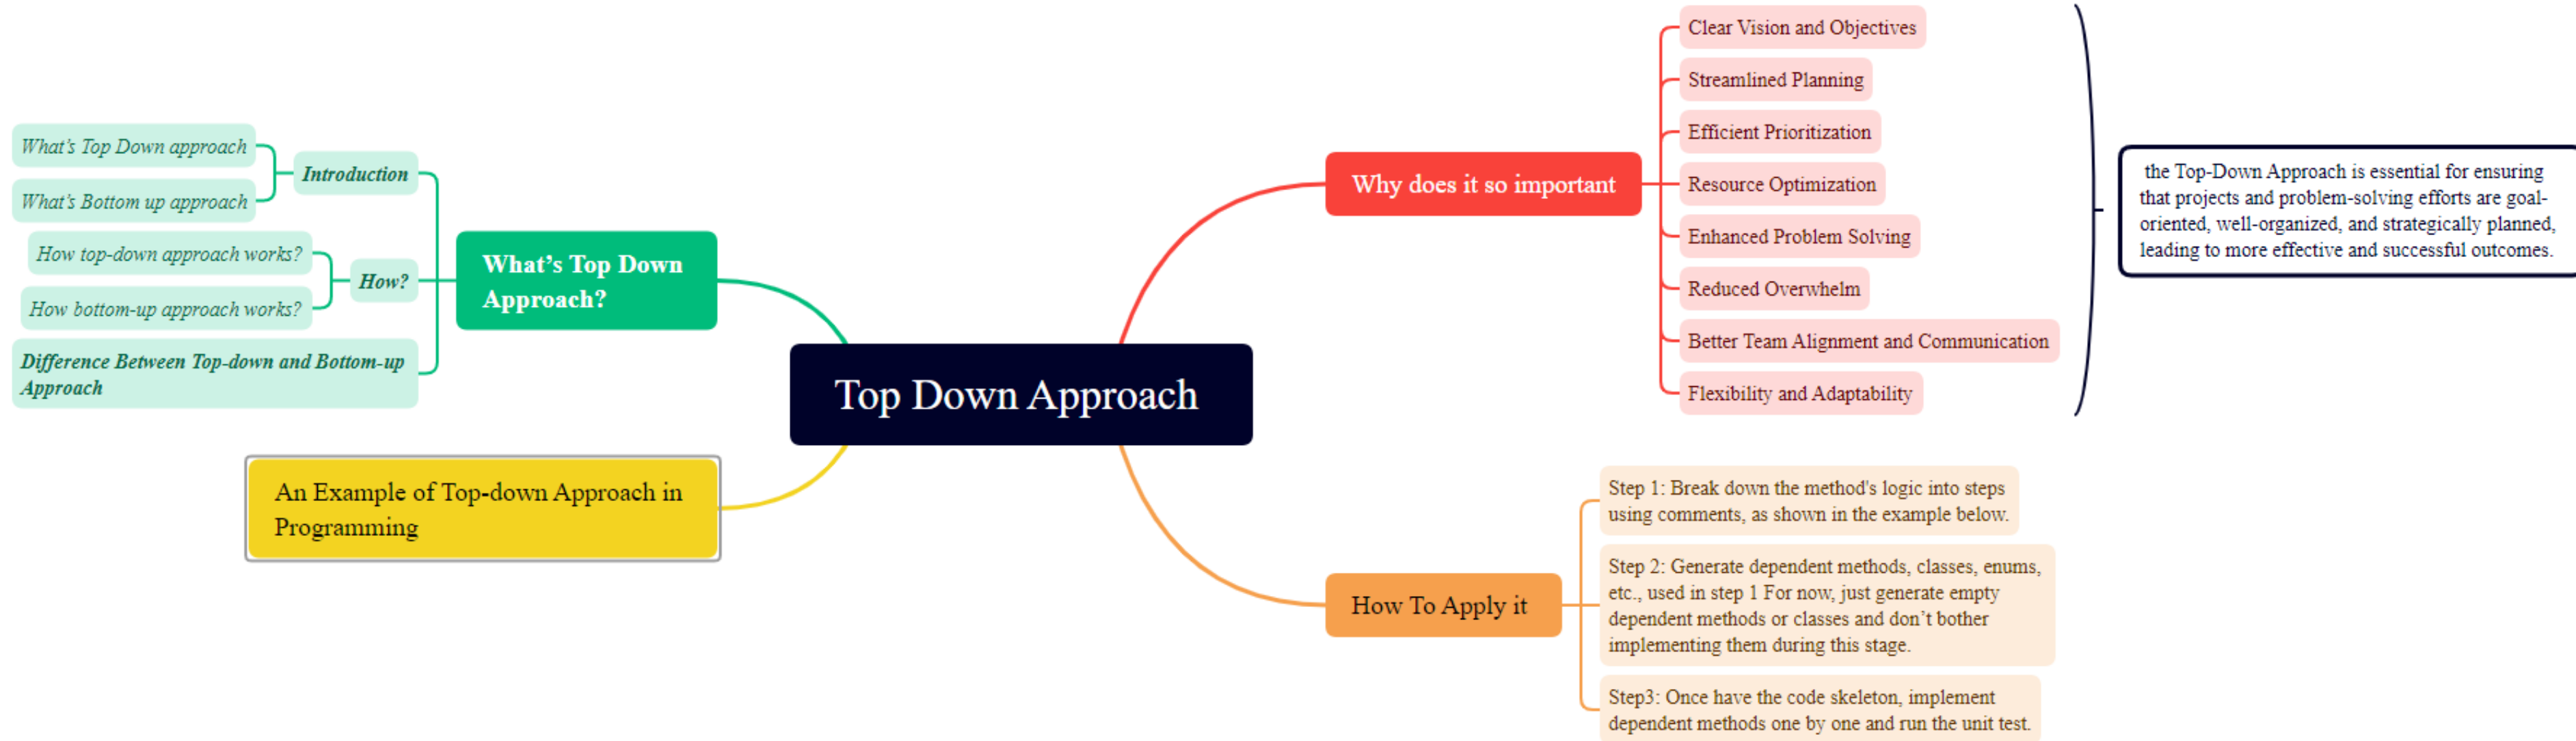 Top Down Approach
What’s Top Down
Approach?
Introduction
What’s Top Down approach
What’s Bottom up approach
How?
How top-down approach works?
How bottom-up approach works?
Difference Between Top-down and Bottom-up
Approach
An Example of Top-down Approach in
Programming
Why does it so important
Clear Vision and Objectives
Streamlined Planning
Efficient Prioritization
Resource Optimization
Enhanced Problem Solving
Reduced Overwhelm
Better Team Alignment and Communication
Flexibility and Adaptability
the Top-Down Approach is essential for ensuring
that projects and problem-solving efforts are goal-
oriented, well-organized, and strategically planned,
leading to more effective and successful outcomes.
How To Apply it
Step 1: Break down the method's logic into steps
using comments, as shown in the example below.
Step 2: Generate dependent methods, classes, enums,
etc., used in step 1 For now, just generate empty
dependent methods or classes and don’t bother
implementing them during this stage.
Step3: Once have the code skeleton, implement
dependent methods one by one and run the unit test.